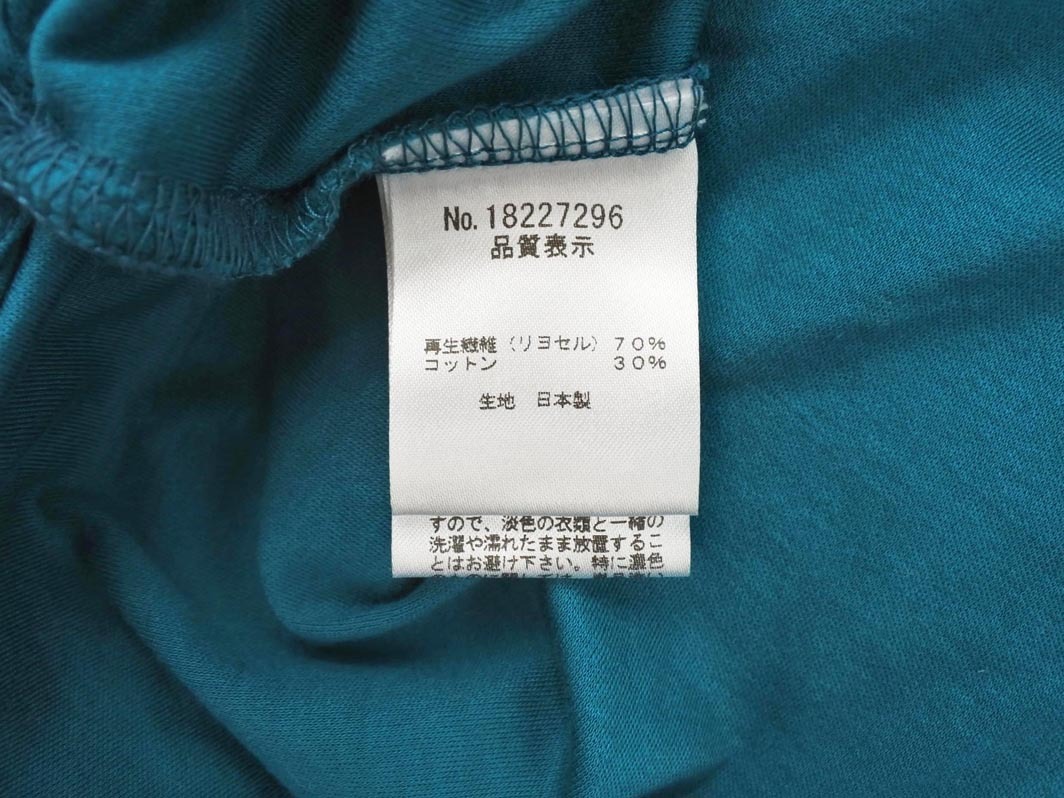 No.18227296
品質表示
再生繊維（リヨセル） 70%
コットン 30%
生地 日本製
すので、淡色の衣類と一緒の
洗濯や濡れたまま放置するこ
とはお避け下さい。特に濃色